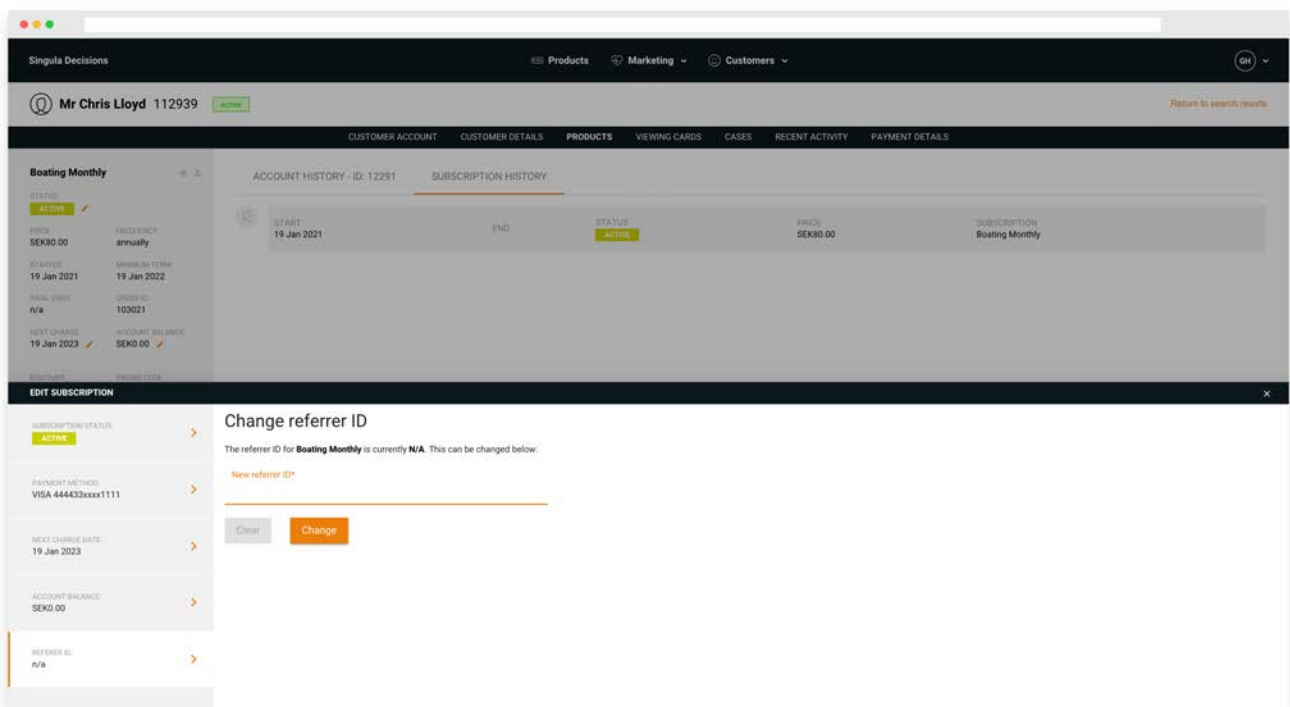 Singula Decisions Products Marketing Customers GH
Mr Chris Lloyd 112939 ACTIVE Return to search results
CUSTOMER ACCOUNT CUSTOMER DETAILS PRODUCTS VIEWING CARDS CASES RECENT ACTIVITY PAYMENT DETAILS
Boating Monthly
STATUS:
ACTIVE
PRICE: FREQUENCY:
SEK80.00 annually
STARTED: MINIMUM TERM:
19 Jan 2021 19 Jan 2022
TRIAL ENDS: ORDER ID:
n/a 103021
NEXT CHARGE: ACCOUNT BALANCE:
19 Jan 2023 SEK0.00
DISCOUNT PROMO CODE
ACCOUNT HISTORY - ID: 12291 SUBSCRIPTION HISTORY
START END STATUS PRICE SUBSCRIPTION
19 Jan 2021 ACTIVE SEK80.00 Boating Monthly
EDIT SUBSCRIPTION ×
SUBSCRIPTION STATUS:
ACTIVE
PAYMENT METHOD:
VISA 444433xxxx1111
NEXT CHARGE DATE:
19 Jan 2023
ACCOUNT BALANCE:
SEK0.00
REFERER ID:
n/a
Change referrer ID
The referrer ID for Boating Monthly is currently N/A. This can be changed below:
New referrer ID*
Clear Change